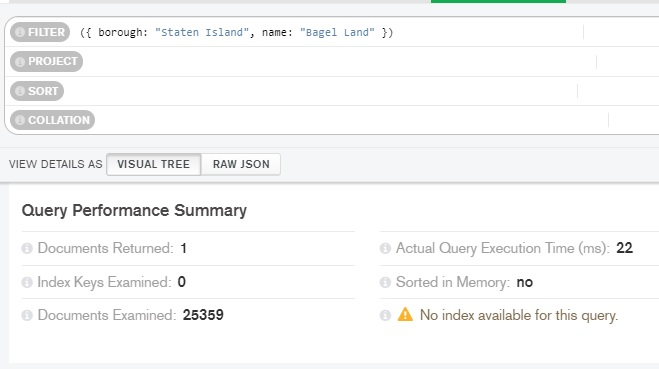 FILTER ({ borough: "Staten Island", name: "Bagel Land" })
PROJECT
SORT
COLLATION
VIEW DETAILS AS VISUAL TREE RAW JSON
Query Performance Summary
Documents Returned: 1 Actual Query Execution Time (ms): 22
Index Keys Examined: 0 Sorted in Memory: no
Documents Examined: 25359 No index available for this query.